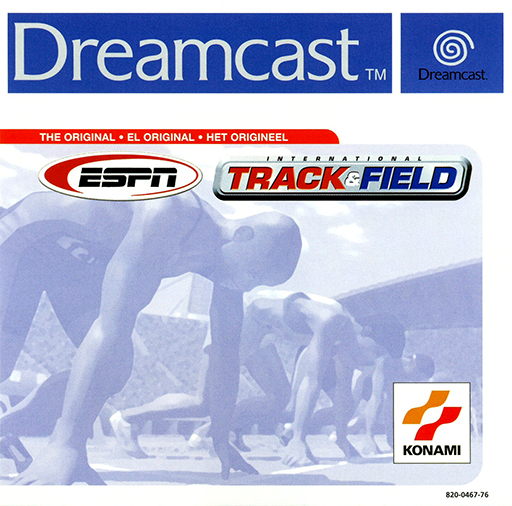 Dreamcast™
Dreamcast.
THE ORIGINAL • EL ORIGINAL • HET ORIGINEEL
ESPN
INTERNATIONAL
TRACK & FIELD
KONAMI
820-0467-76